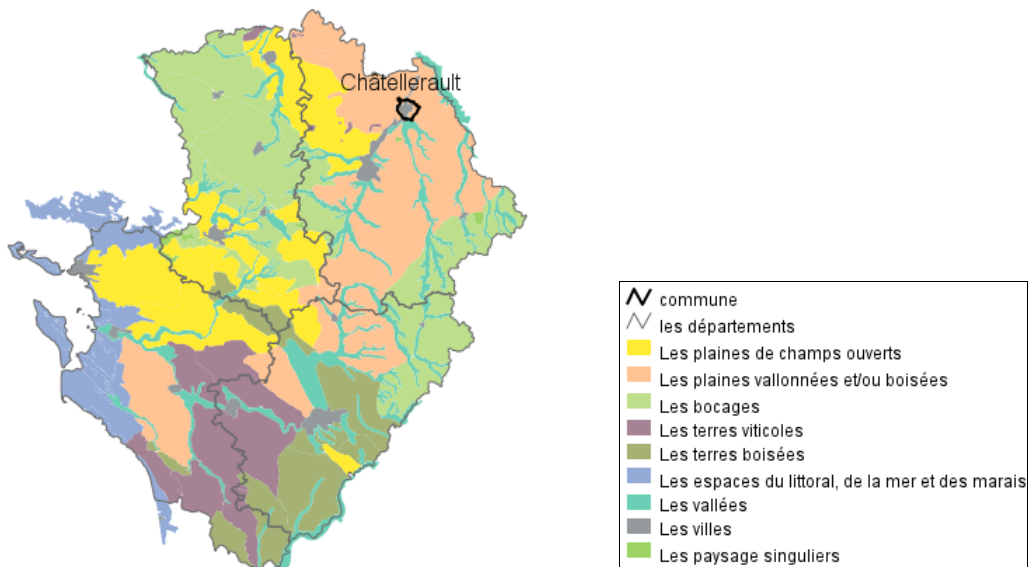 Châtellerault
commune
les départements
Les plaines de champs ouverts
Les plaines vallonnées et/ou boisées
Les bocages
Les terres viticoles
Les terres boisées
Les espaces du littoral, de la mer et des marais
Les vallées
Les villes
Les paysage singuliers